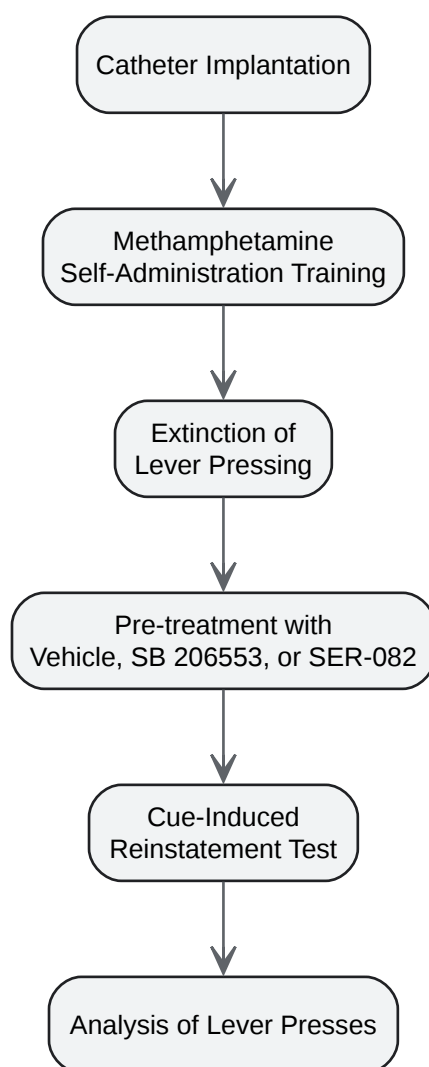 Catheter Implantation
Methamphetamine
Self-Administration Training
Extinction of
Lever Pressing
Pre-treatment with
Vehicle, SB 206553, or SER-082
Cue-Induced
Reinstatement Test
Analysis of Lever Presses